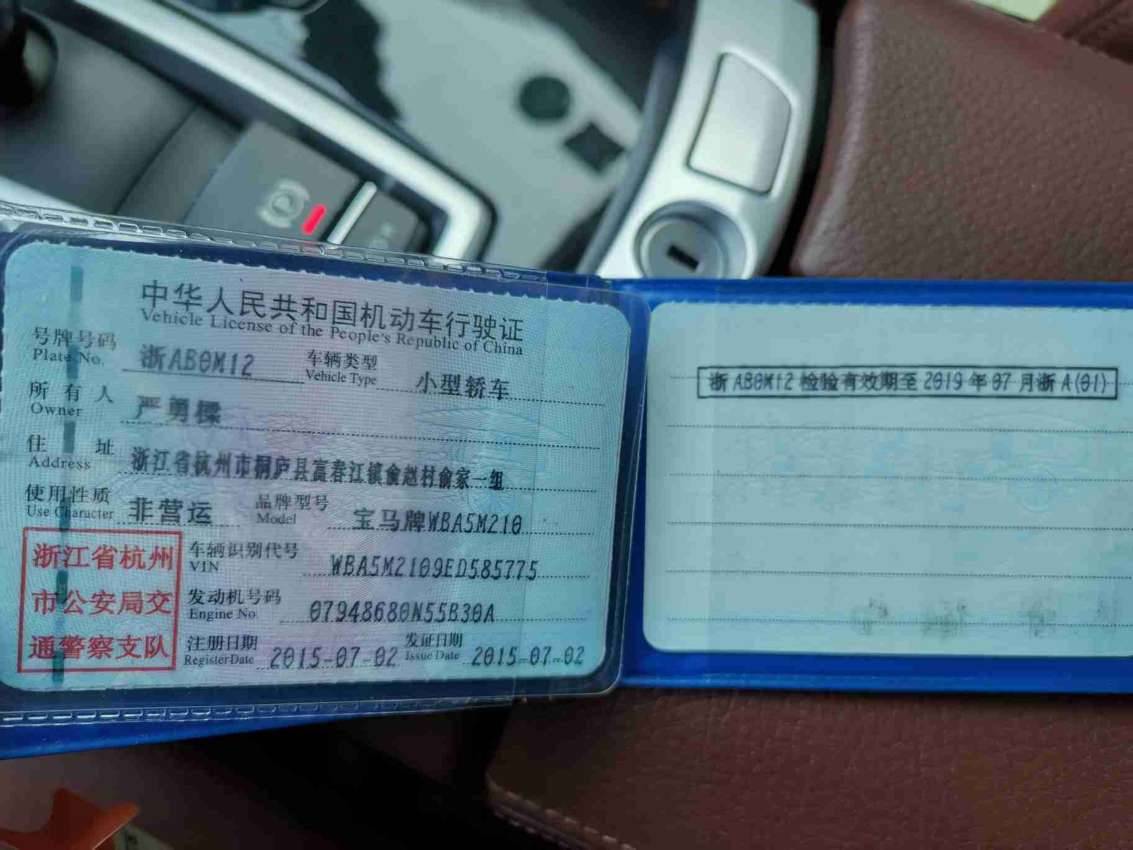 中华人民共和国机动车行驶证
Vehicle License of the People's Republic of China
号牌号码 浙AB0M12 车辆类型 小型轿车
Plate No. Vehicle Type
所有人 严勇樑
Owner
住址 浙江省杭州市桐庐县富春江镇俞赵村俞家一组
Address
使用性质 非营运 品牌型号 宝马牌WBA5M210
Use Character Model
浙江省杭州
市公安局交
通警察支队
车辆识别代号 WBA5M2109ED585775
VIN
发动机号码 07948680N55B30A
Engine No.
注册日期 2015-07-02 发证日期 2015-07-02
Register Date Issue Date
浙AB0M12 检验有效期至2019年07月浙A(01)
P